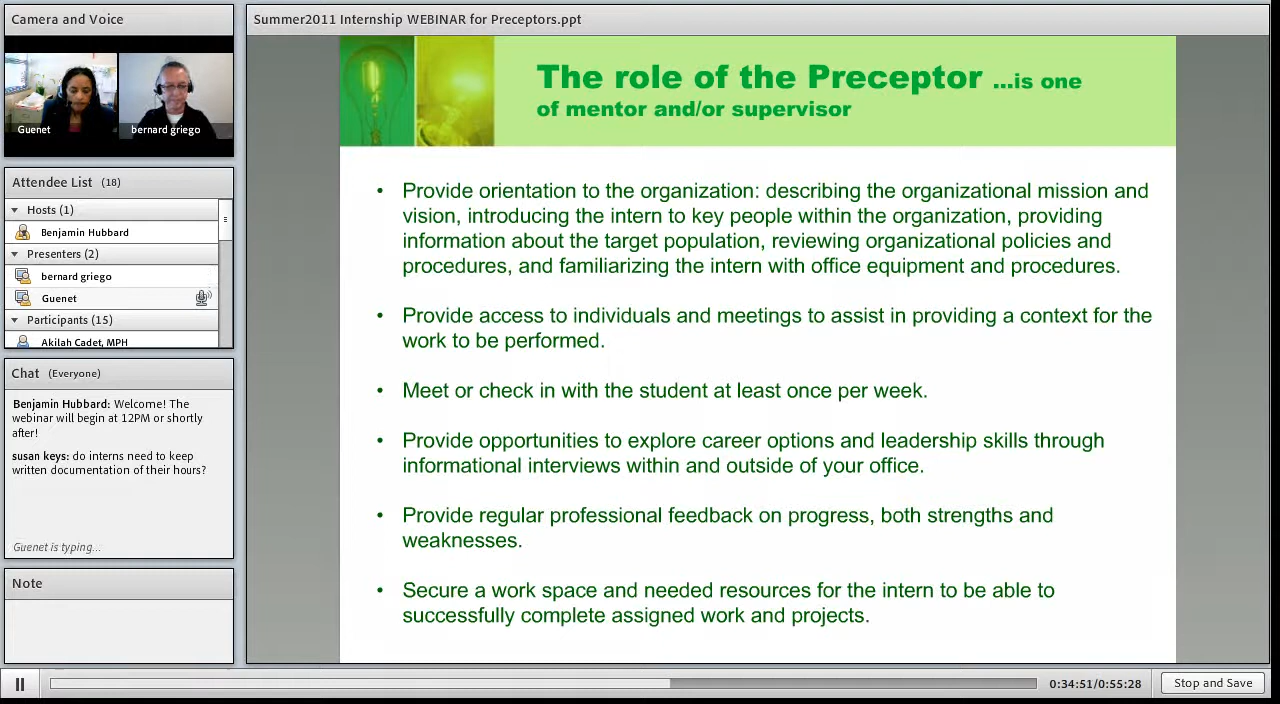 Camera and Voice
Guenet
bernard griego
Attendee List (18)
Hosts (1)
Benjamin Hubbard
Presenters (2)
bernard griego
Guenet
Participants (15)
Akilah Cadet, MPH
Chat (Everyone)
Benjamin Hubbard: Welcome! The
webinar will begin at 12PM or shortly
after!
susan keys: do interns need to keep
written documentation of their hours?
Guenet is typing...
Note
Summer2011 Internship WEBINAR for Preceptors.ppt
The role of the Preceptor ...is one
of mentor and/or supervisor
• Provide orientation to the organization: describing the organizational mission and
vision, introducing the intern to key people within the organization, providing
information about the target population, reviewing organizational policies and
procedures, and familiarizing the intern with office equipment and procedures.
• Provide access to individuals and meetings to assist in providing a context for the
work to be performed.
• Meet or check in with the student at least once per week.
• Provide opportunities to explore career options and leadership skills through
informational interviews within and outside of your office.
• Provide regular professional feedback on progress, both strengths and
weaknesses.
• Secure a work space and needed resources for the intern to be able to
successfully complete assigned work and projects.
0:34:51/0:55:28
Stop and Save